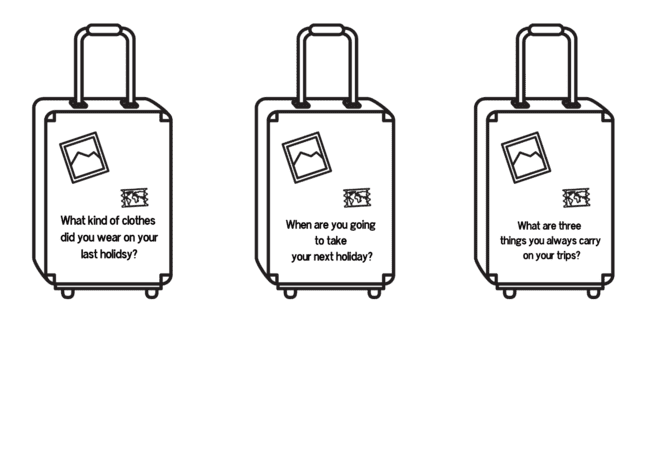 What kind of clothes
did you wear on your
last holidsy?
When are you going
to take
your next holiday?
What are three
things you always carry
on your trips?